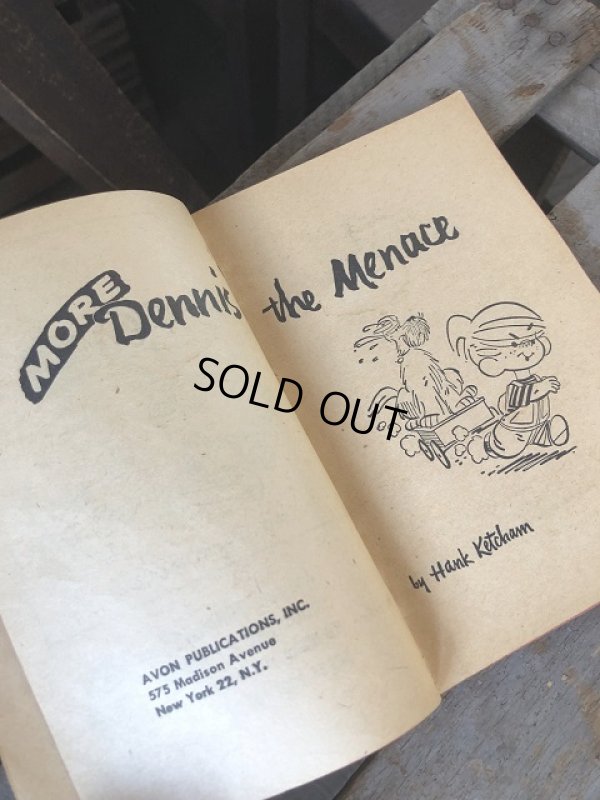 MORE
Dennis the Menace
SOLD OUT
by Hank Ketcham
AVON PUBLICATIONS, INC.
575 Madison Avenue
New York 22, N.Y.